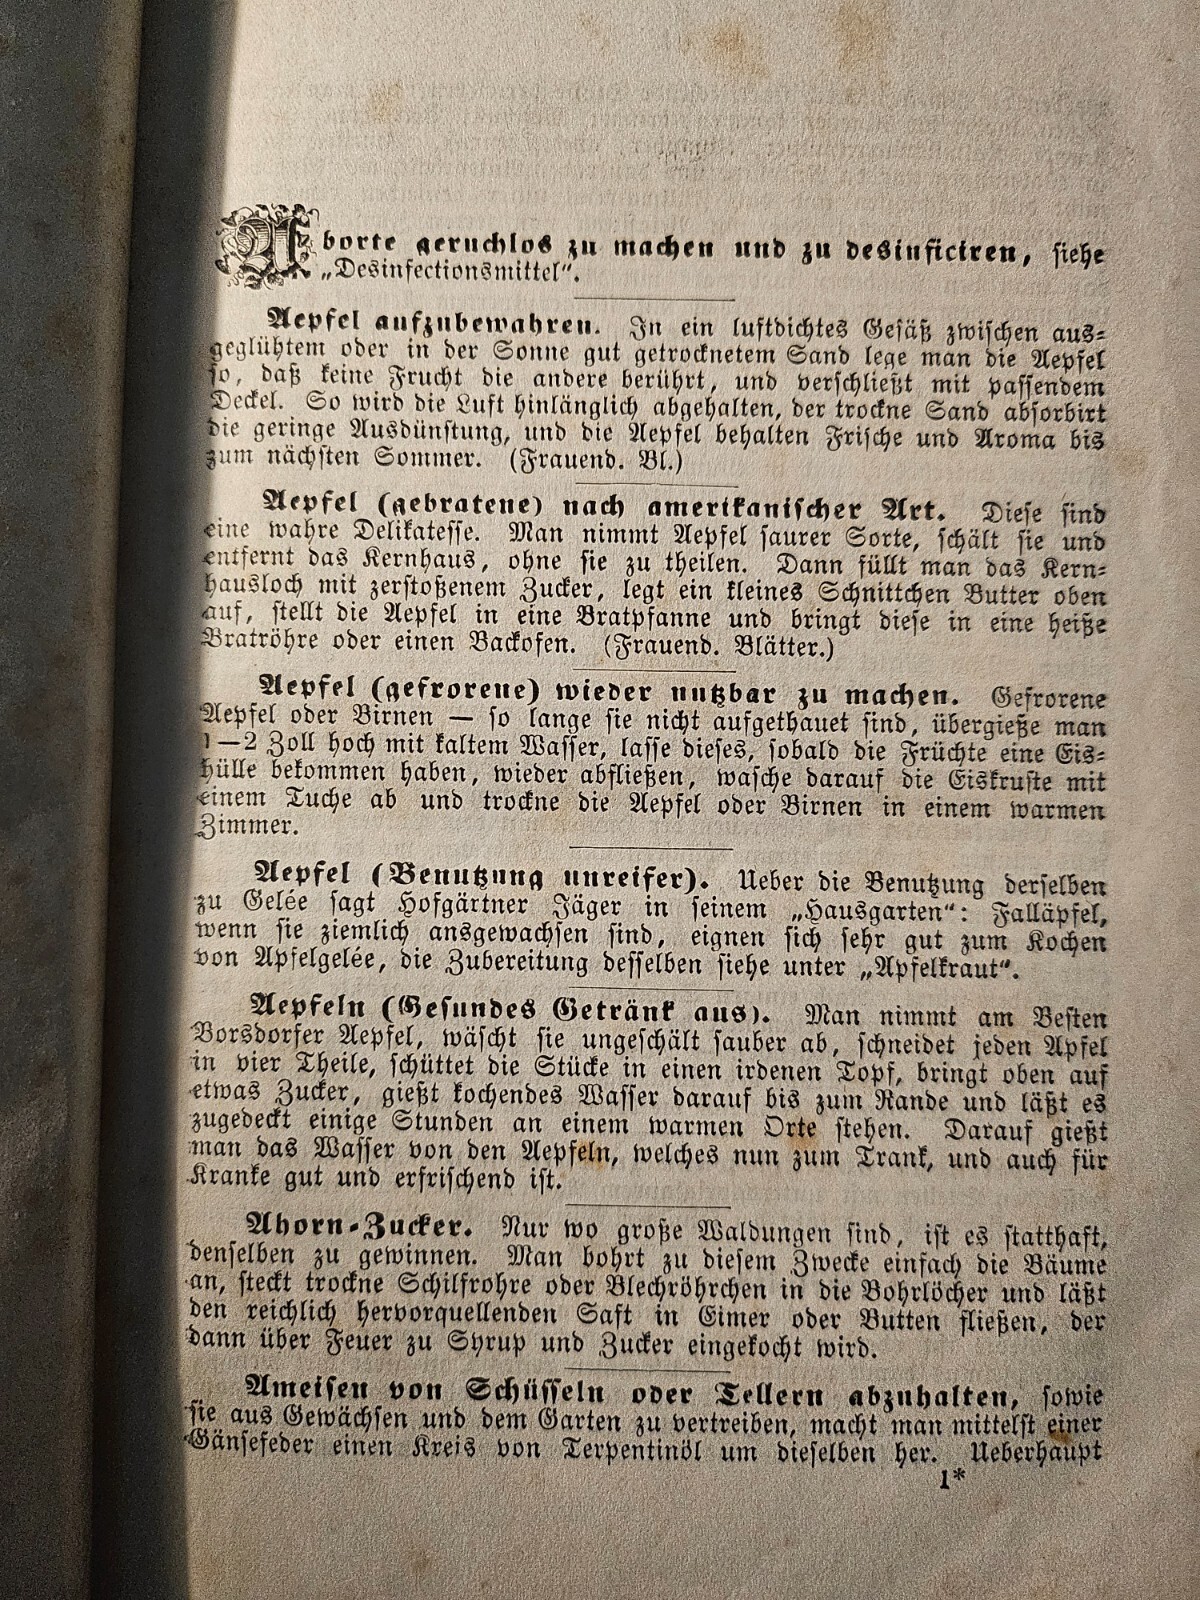 Aborte geruchlos zu machen und zu desinficiren, siehe
„Desinfectionsmittel“.
Aepfel aufzubewahren. In ein luftdichtes Gefäß zwischen aus-
geglühtem oder in der Sonne gut getrocknetem Sand lege man die Aepfel
so, daß keine Frucht die andere berührt, und verschließt mit passendem
Deckel. So wird die Luft hinlänglich abgehalten, der trockne Sand absorbirt
die geringe Ausdünstung, und die Aepfel behalten Frische und Aroma bis
zum nächsten Sommer. (Frauend. Bl.)
Aepfel (gebratene) nach amerikanischer Art. Diese sind
eine wahre Delikatesse. Man nimmt Aepfel saurer Sorte, schält sie und
entfernt das Kernhaus, ohne sie zu theilen. Dann füllt man das Kern-
hausloch mit zerstoßenem Zucker, legt ein kleines Schnittchen Butter oben
auf, stellt die Aepfel in eine Bratpfanne und bringt diese in eine heiße
Bratröhre oder einen Backofen. (Frauend. Blätter.)
Aepfel (gefrorene) wieder nutzbar zu machen. Gefrorene
Aepfel oder Birnen — so lange sie nicht aufgethauet sind, übergieße man
1—2 Zoll hoch mit kaltem Wasser, lasse dieses, sobald die Früchte eine Eis-
hülle bekommen haben, wieder abfließen, wasche darauf die Eiskruste mit
einem Tuche ab und trockne die Aepfel oder Birnen in einem warmen
Zimmer.
Aepfel (Benutzung unreifer). Ueber die Benutzung derselben
zu Gelée sagt Hofgärtner Jäger in seinem „Hausgarten“: Falläpfel,
wenn sie ziemlich ansgewachsen sind, eignen sich sehr gut zum Kochen
von Apfelgelée, die Zubereitung desselben siehe unter „Apfelkraut“.
Aepfeln (Gesundes Getränk aus). Man nimmt am Besten
Borsdorfer Aepfel, wäscht sie ungeschält sauber ab, schneidet jeden Apfel
in vier Theile, schüttet die Stücke in einen irdenen Topf, bringt oben auf
etwas Zucker, gießt kochendes Wasser darauf bis zum Rande und läßt es
zugedeckt einige Stunden an einem warmen Orte stehen. Darauf gießt
man das Wasser von den Aepfeln, welches nun zum Trank, und auch für
Kranke gut und erfrischend ist.
Ahorn-Zucker. Nur wo große Waldungen sind, ist es statthaft,
denselben zu gewinnen. Man bohrt zu diesem Zwecke einfach die Bäume
an, steckt trockne Schilfrohre oder Blechröhrchen in die Bohrlöcher und läßt
den reichlich hervorquellenden Saft in Eimer oder Butten fließen, der
dann über Feuer zu Syrup und Zucker eingekocht wird.
Ameisen von Schüsseln oder Tellern abzuhalten, sowie
sie aus Gewächsen und dem Garten zu vertreiben, macht man mittelst einer
Gänsefeder einen Kreis von Terpentinöl um dieselben her. Ueberhaupt
1*